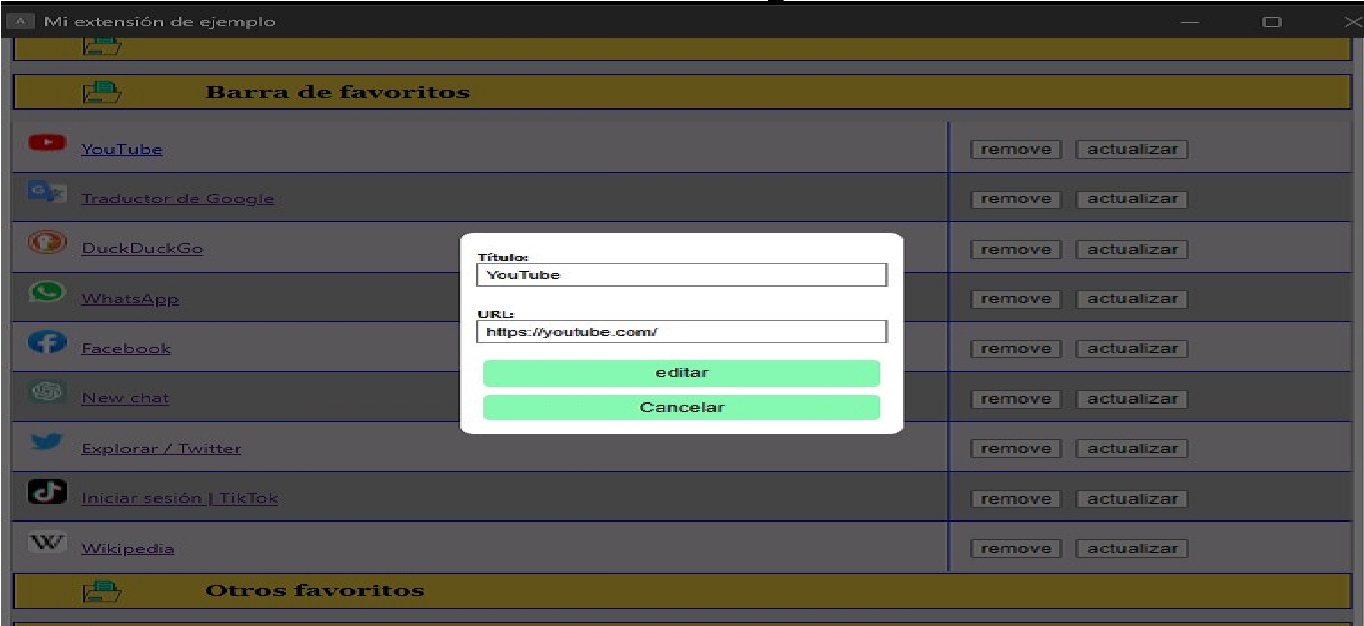 Mi extensión de ejemplo
Barra de favoritos
YouTube remove actualizar
Traductor de Google remove actualizar
DuckDuckGo remove actualizar
WhatsApp remove actualizar
Facebook remove actualizar
New chat remove actualizar
Explorar / Twitter remove actualizar
Iniciar sesión | TikTok remove actualizar
Wikipedia remove actualizar
Otros favoritos
Título:
YouTube
URL:
https://youtube.com/
editar
Cancelar